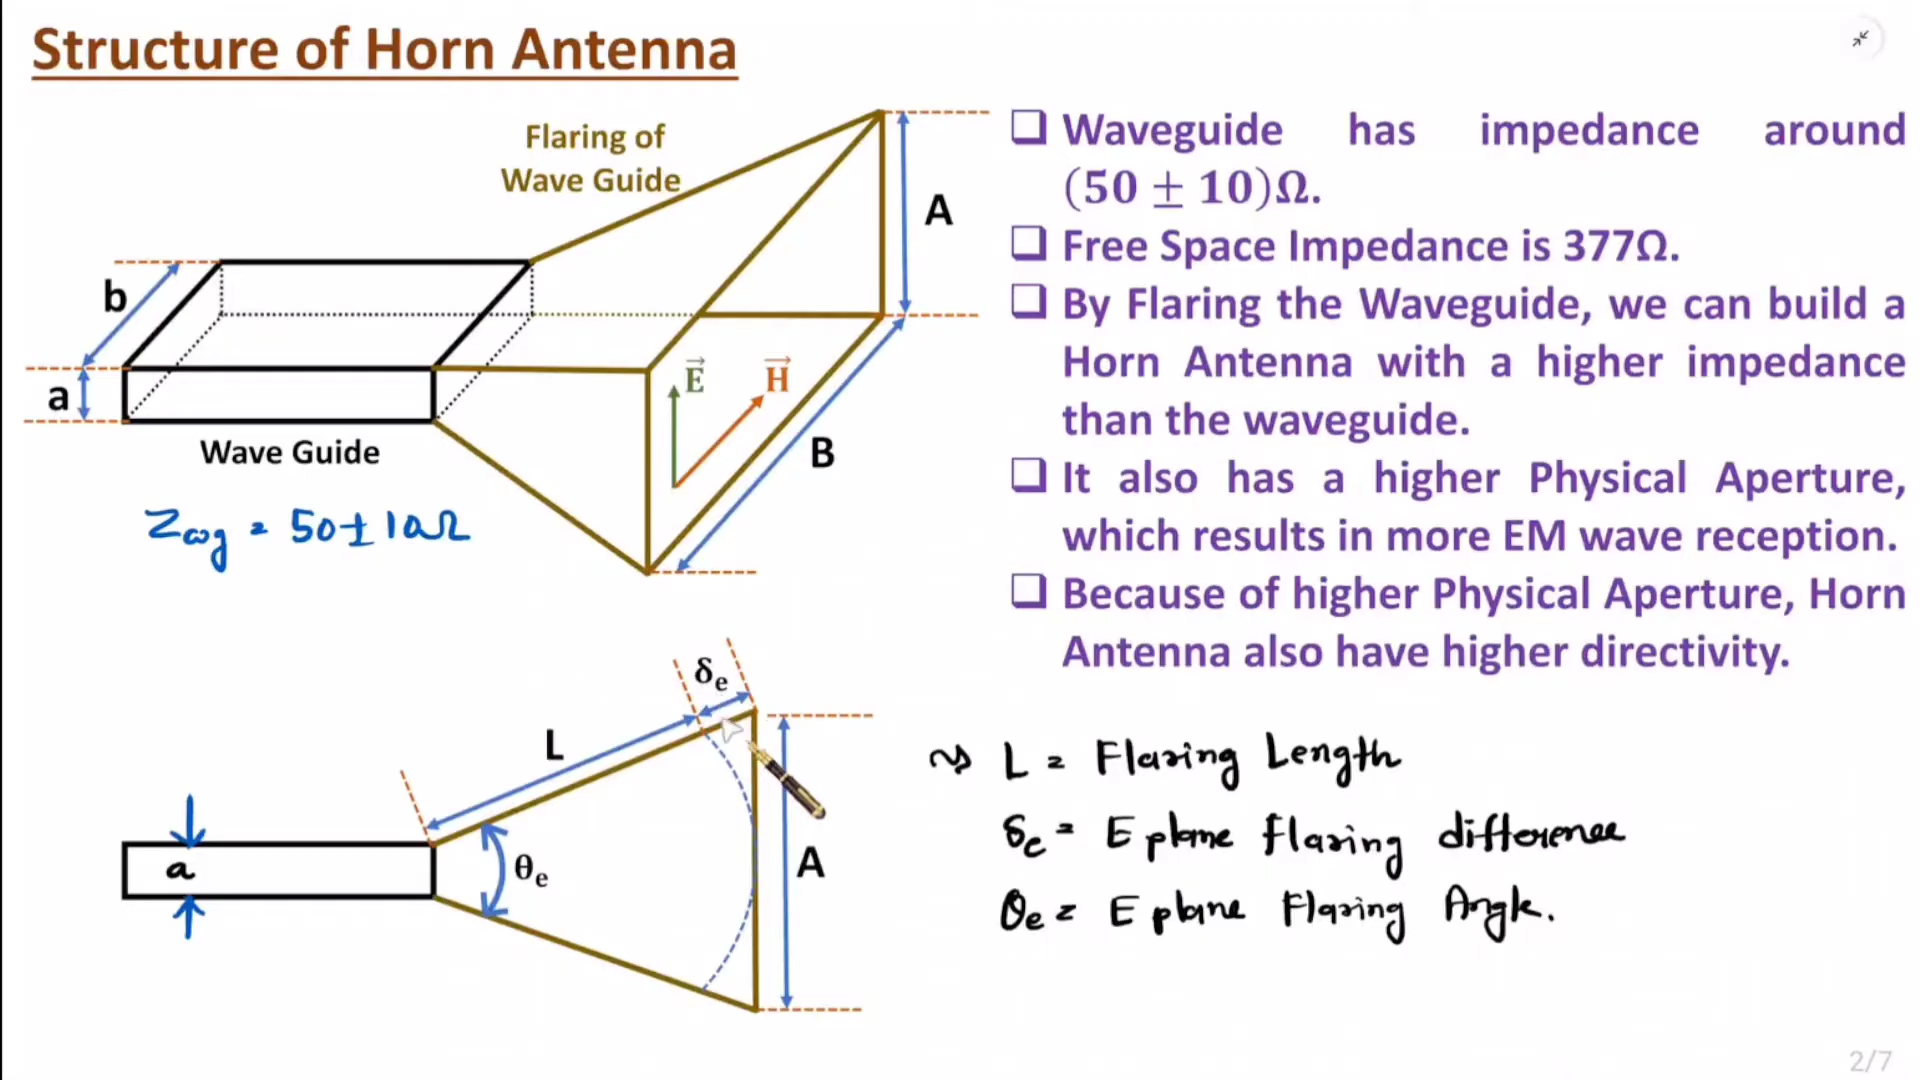 Structure of Horn Antenna
Flaring of
Wave Guide
A
b
a
E
H
B
Wave Guide
Zωg = 50±10Ω
❑ Waveguide has impedance around
(50 ± 10)Ω.
❑ Free Space Impedance is 377Ω.
❑ By Flaring the Waveguide, we can build a
Horn Antenna with a higher impedance
than the waveguide.
❑ It also has a higher Physical Aperture,
which results in more EM wave reception.
❑ Because of higher Physical Aperture, Horn
Antenna also have higher directivity.
δe
L
θe
A
a
L = Flaring Length
δe = E plane Flaring difference
θe = E plane Flaring Angle.
2/7